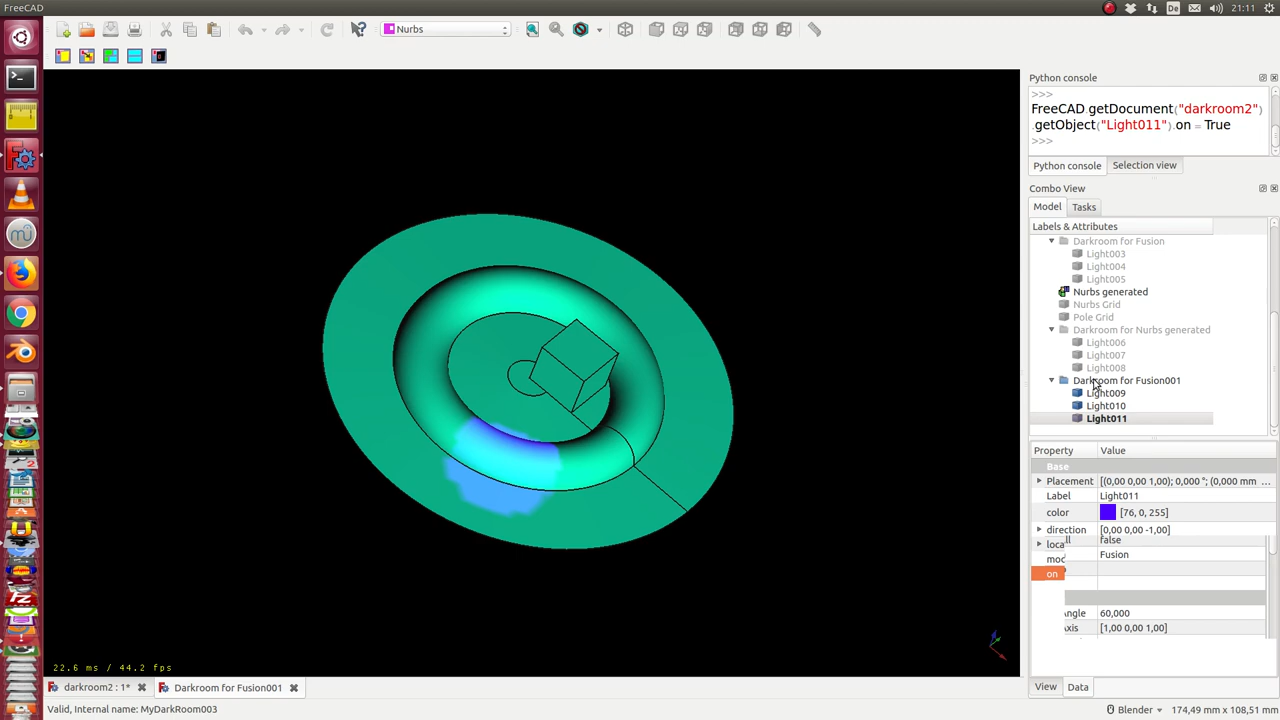 FreeCAD
De
21:11
Nurbs
Python console
>>>
FreeCAD getDocument("darkroom2")
.getObject("Light011").on = True
>>>
Python console
Selection view
Combo View
Model
Tasks
Labels & Attributes
Darkroom for Fusion
Light003
Light004
Light005
Nurbs generated
Nurbs Grid
Pole Grid
Darkroom for Nurbs generated
Light006
Light007
Light008
Darkroom for Fusion001
Light009
Light010
Light011
Property Value
Base
Placement [(0,00 0,00 1,00); 0,000 °; (0,000 mm ...
Label Light011
color [76, 0, 255]
direction [0,00 0,00 -1,00]
loca false
mod Fusion
on
Angle 60,000
Axis [1,00 0,00 1,00]
View
Data
22.6 ms / 44.2 fps
darkroom2 : 1*
Darkroom for Fusion001
Valid, Internal name: MyDarkRoom003
Blender
174,49 mm x 108,51 mm